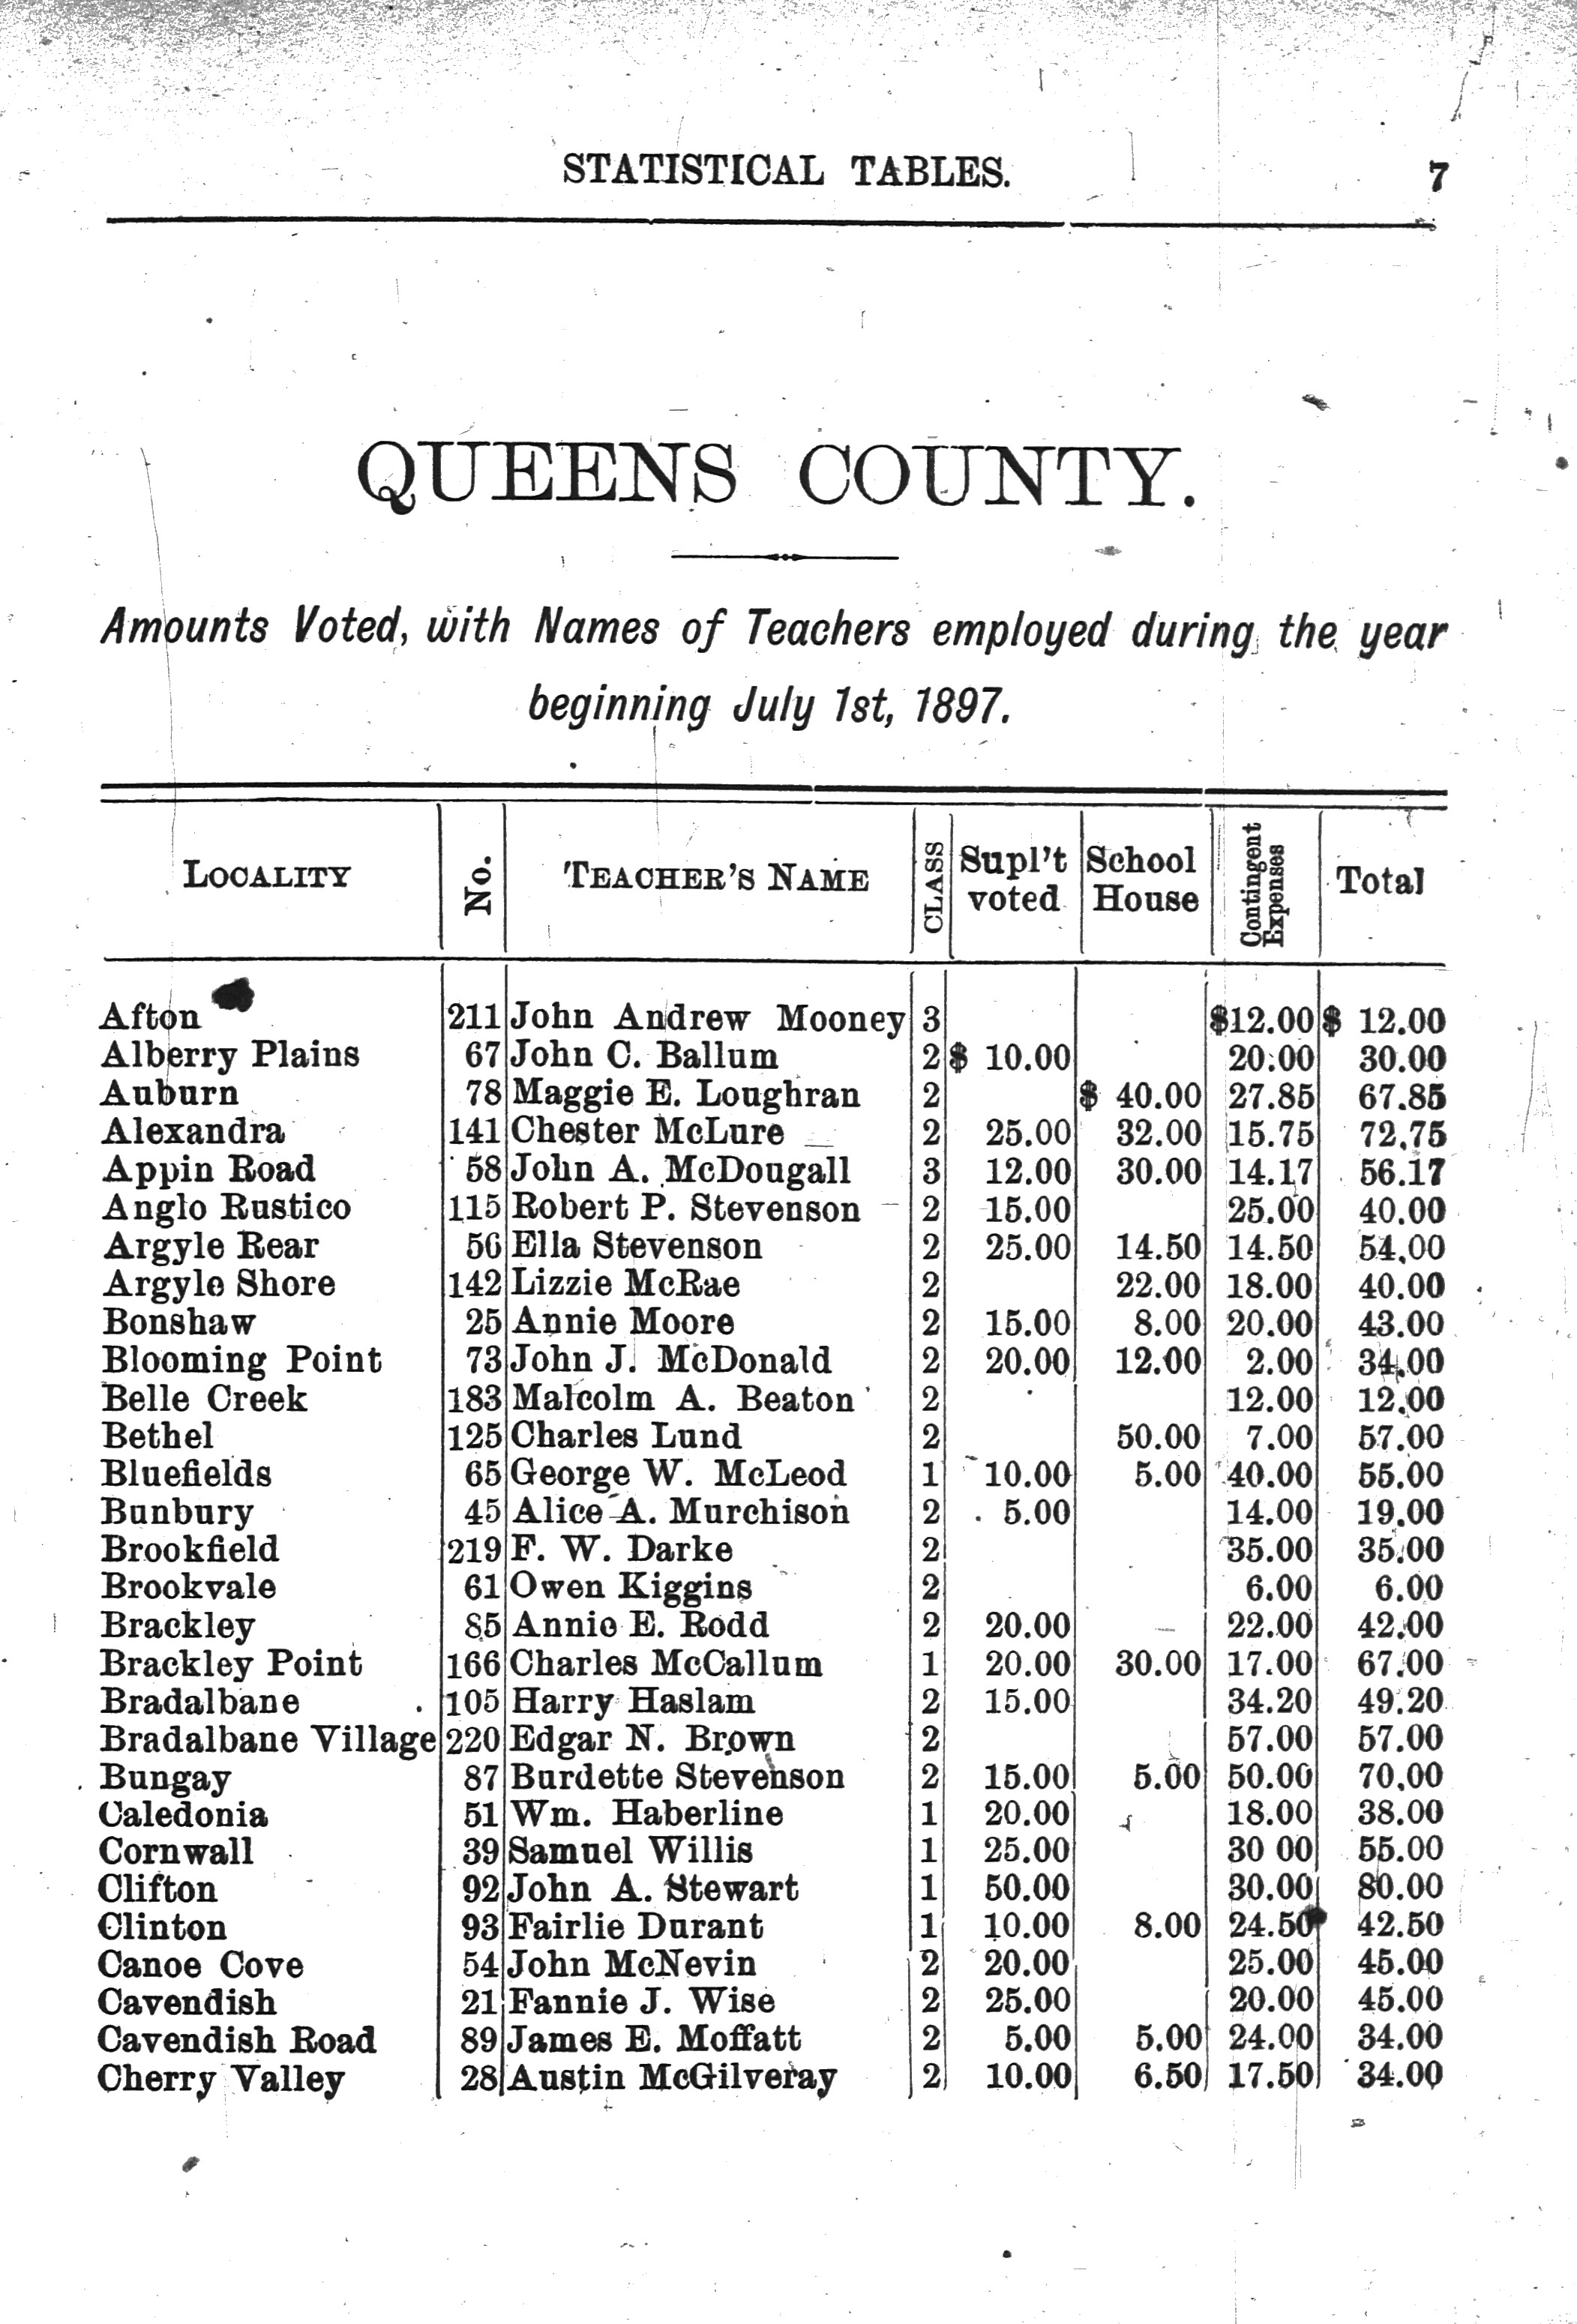 STATISTICAL TABLES. 7
QUEENS COUNTY.
Amounts Voted, with Names of Teachers employed during the year
beginning July 1st, 1897.
LOCALITY No. TEACHER'S NAME CLASS Supl't voted School House Contingent Expenses Total
Afton 211 John Andrew Mooney 3 $12.00 $ 12.00
Alberry Plains 67 John C. Ballum 2 $ 10.00 20.00 30.00
Auburn 78 Maggie E. Loughran 2 $ 40.00 27.85 67.85
Alexandra 141 Chester McLure 2 25.00 32.00 15.75 72.75
Appin Road 58 John A. McDougall 3 12.00 30.00 14.17 56.17
Anglo Rustico 115 Robert P. Stevenson 2 15.00 25.00 40.00
Argyle Rear 56 Ella Stevenson 2 25.00 14.50 14.50 54.00
Argyle Shore 142 Lizzie McRae 2 22.00 18.00 40.00
Bonshaw 25 Annie Moore 2 15.00 8.00 20.00 43.00
Blooming Point 73 John J. McDonald 2 20.00 12.00 2.00 34.00
Belle Creek 183 Malcolm A. Beaton 2 12.00 12.00
Bethel 125 Charles Lund 2 50.00 7.00 57.00
Bluefields 65 George W. McLeod 1 10.00 5.00 40.00 55.00
Bunbury 45 Alice A. Murchison 2 5.00 14.00 19.00
Brookfield 219 F. W. Darke 2 35.00 35.00
Brookvale 61 Owen Kiggins 2 6.00 6.00
Brackley 85 Annie E. Rodd 2 20.00 22.00 42.00
Brackley Point 166 Charles McCallum 1 20.00 30.00 17.00 67.00
Bradalbane 105 Harry Haslam 2 15.00 34.20 49.20
Bradalbane Village 220 Edgar N. Brown 2 57.00 57.00
Bungay 87 Burdette Stevenson 2 15.00 5.00 50.00 70.00
Caledonia 51 Wm. Haberline 1 20.00 18.00 38.00
Cornwall 39 Samuel Willis 1 25.00 30 00 55.00
Clifton 92 John A. Stewart 1 50.00 30.00 80.00
Clinton 93 Fairlie Durant 1 10.00 8.00 24.50 42.50
Canoe Cove 54 John McNevin 2 20.00 25.00 45.00
Cavendish 21 Fannie J. Wise 2 25.00 20.00 45.00
Cavendish Road 89 James E. Moffatt 2 5.00 5.00 24.00 34.00
Cherry Valley 28 Austin McGilveray 2 10.00 6.50 17.50 34.00